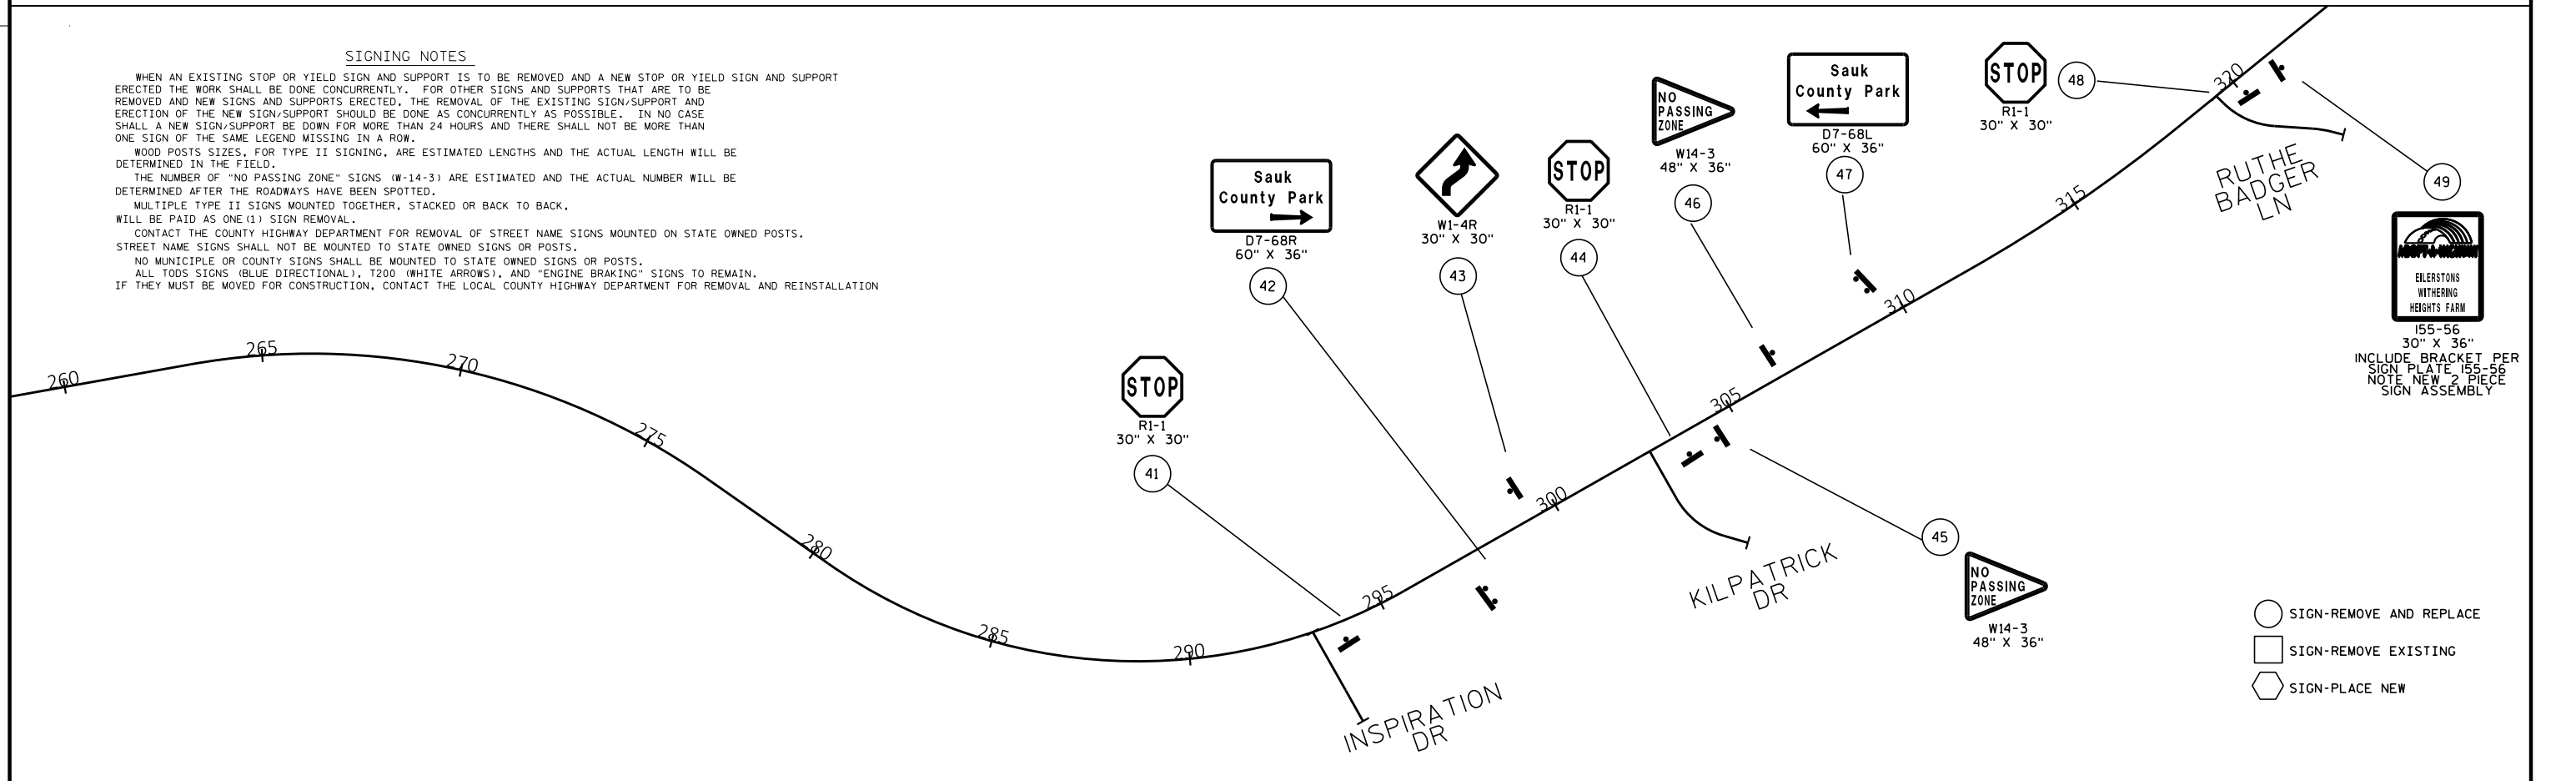 SIGNING NOTES
WHEN AN EXISTING STOP OR YIELD SIGN AND SUPPORT IS TO BE REMOVED AND A NEW STOP OR YIELD SIGN AND SUPPORT
ERECTED THE WORK SHALL BE DONE CONCURRENTLY. FOR OTHER SIGNS AND SUPPORTS THAT ARE TO BE
REMOVED AND NEW SIGNS AND SUPPORTS ERECTED, THE REMOVAL OF THE EXISTING SIGN/SUPPORT AND
ERECTION OF THE NEW SIGN/SUPPORT SHOULD BE DONE AS CONCURRENTLY AS POSSIBLE. IN NO CASE
SHALL A NEW SIGN/SUPPORT BE DOWN FOR MORE THAN 24 HOURS AND THERE SHALL NOT BE MORE THAN
ONE SIGN OF THE SAME LEGEND MISSING IN A ROW.
WOOD POSTS SIZES, FOR TYPE II SIGNING, ARE ESTIMATED LENGTHS AND THE ACTUAL LENGTH WILL BE
DETERMINED IN THE FIELD.
THE NUMBER OF "NO PASSING ZONE" SIGNS (W-14-3) ARE ESTIMATED AND THE ACTUAL NUMBER WILL BE
DETERMINED AFTER THE ROADWAYS HAVE BEEN SPOTTED.
MULTIPLE TYPE II SIGNS MOUNTED TOGETHER, STACKED OR BACK TO BACK,
WILL BE PAID AS ONE (1) SIGN REMOVAL.
CONTACT THE COUNTY HIGHWAY DEPARTMENT FOR REMOVAL OF STREET NAME SIGNS MOUNTED ON STATE OWNED POSTS.
STREET NAME SIGNS SHALL NOT BE MOUNTED TO STATE OWNED SIGNS OR POSTS.
NO MUNICIPLE OR COUNTY SIGNS SHALL BE MOUNTED TO STATE OWNED SIGNS OR POSTS.
ALL TODS SIGNS (BLUE DIRECTIONAL), T200 (WHITE ARROWS), AND "ENGINE BRAKING" SIGNS TO REMAIN.
IF THEY MUST BE MOVED FOR CONSTRUCTION, CONTACT THE LOCAL COUNTY HIGHWAY DEPARTMENT FOR REMOVAL AND REINSTALLATION
260
265
270
275
280
285
290
295
300
305
310
315
320
STOP
R1-1
30" X 30"
41
Sauk
County Park
D7-68R
60" X 36"
42
W1-4R
30" X 30"
43
STOP
R1-1
30" X 30"
44
NO
PASSING
ZONE
W14-3
48" X 36"
46
Sauk
County Park
D7-68L
60" X 36"
47
STOP
R1-1
30" X 30"
48
49
EILERSTONS
WITHERING
HEIGHTS FARM
I55-56
30" X 36"
INCLUDE BRACKET PER
SIGN PLATE I55-56
NOTE NEW 2 PIECE
SIGN ASSEMBLY
45
NO
PASSING
ZONE
W14-3
48" X 36"
INSPIRATION
DR
KILPATRICK
DR
RUTHE
BADGER
LN
SIGN-REMOVE AND REPLACE
SIGN-REMOVE EXISTING
SIGN-PLACE NEW